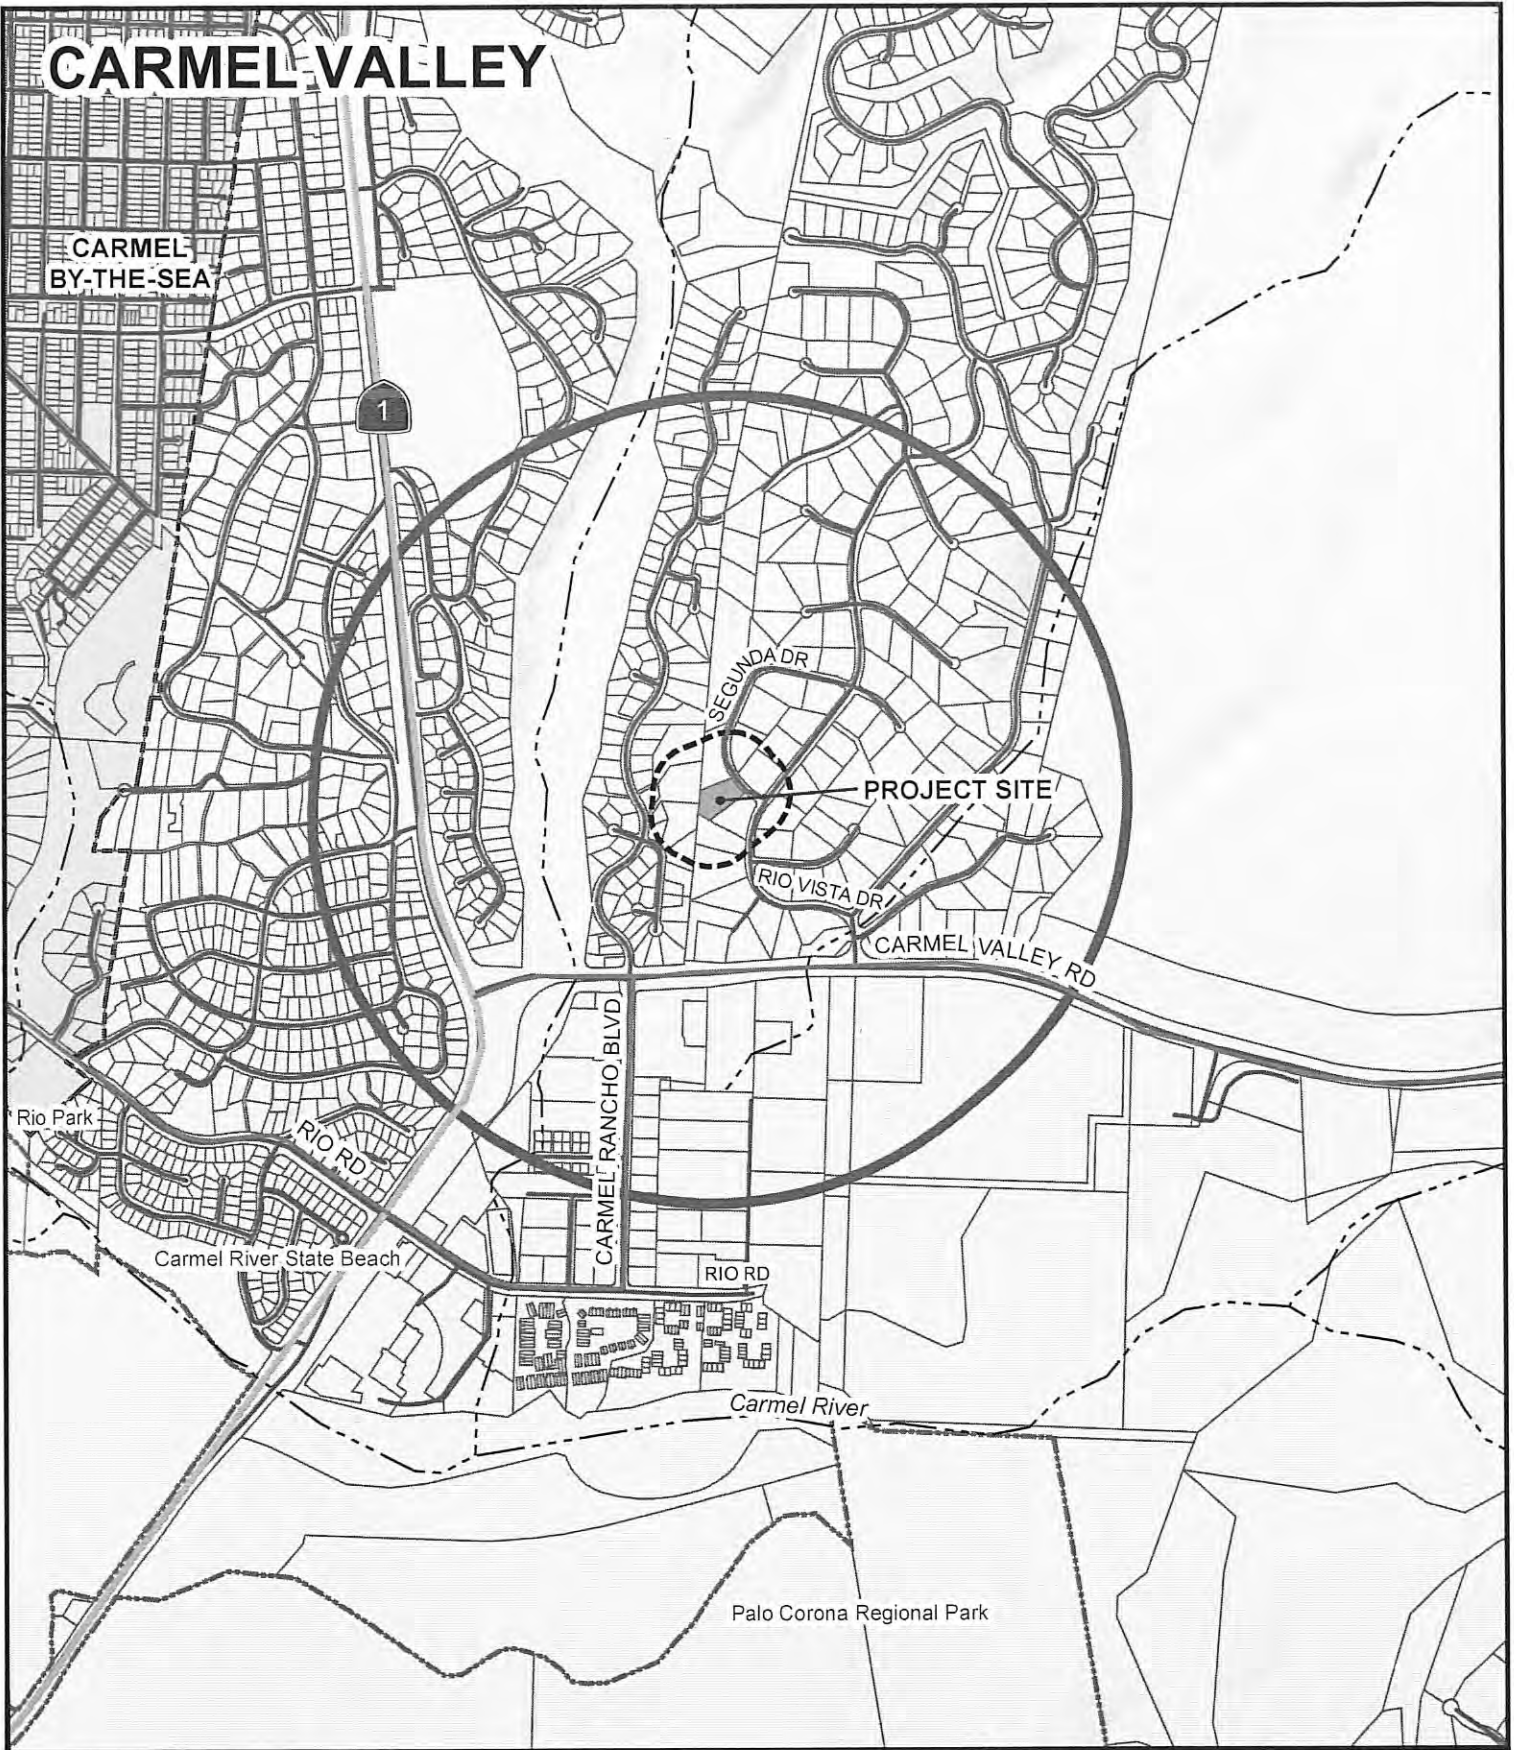 CARMEL VALLEY
CARMEL
BY-THE-SEA
1
SEGUNDA DR
PROJECT SITE
RIO VISTA DR
CARMEL VALLEY RD
CARMEL RANCHO BLVD
Rio Park
RIO RD
Carmel River State Beach
RIO RD
Carmel River
Palo Corona Regional Park